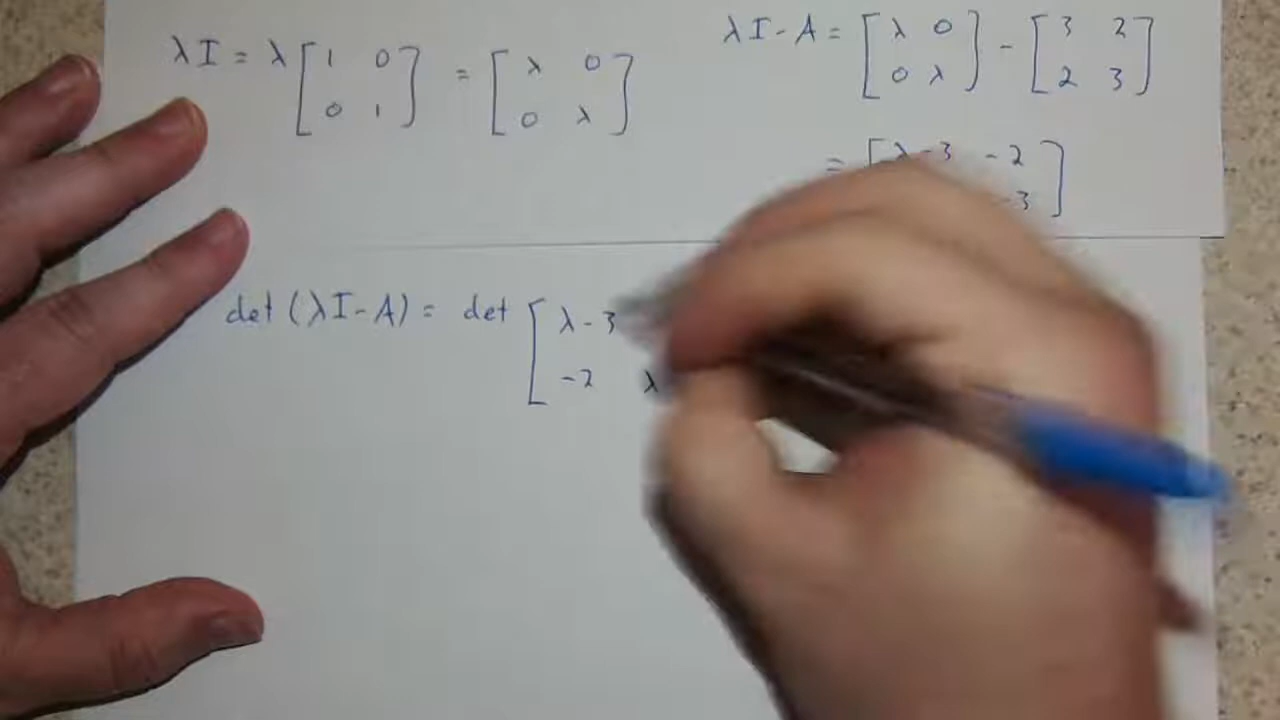 λI = λ [ 1 0 ] = [ λ 0 ]
[ 0 1 ] [ 0 λ ]
λI - A = [ λ 0 ] - [ 3 2 ]
[ 0 λ ] [ 2 3 ]
= [ λ - 3 -2 ]
-3 ]
det (λI - A) = det [ λ - 3
[ -2 λ